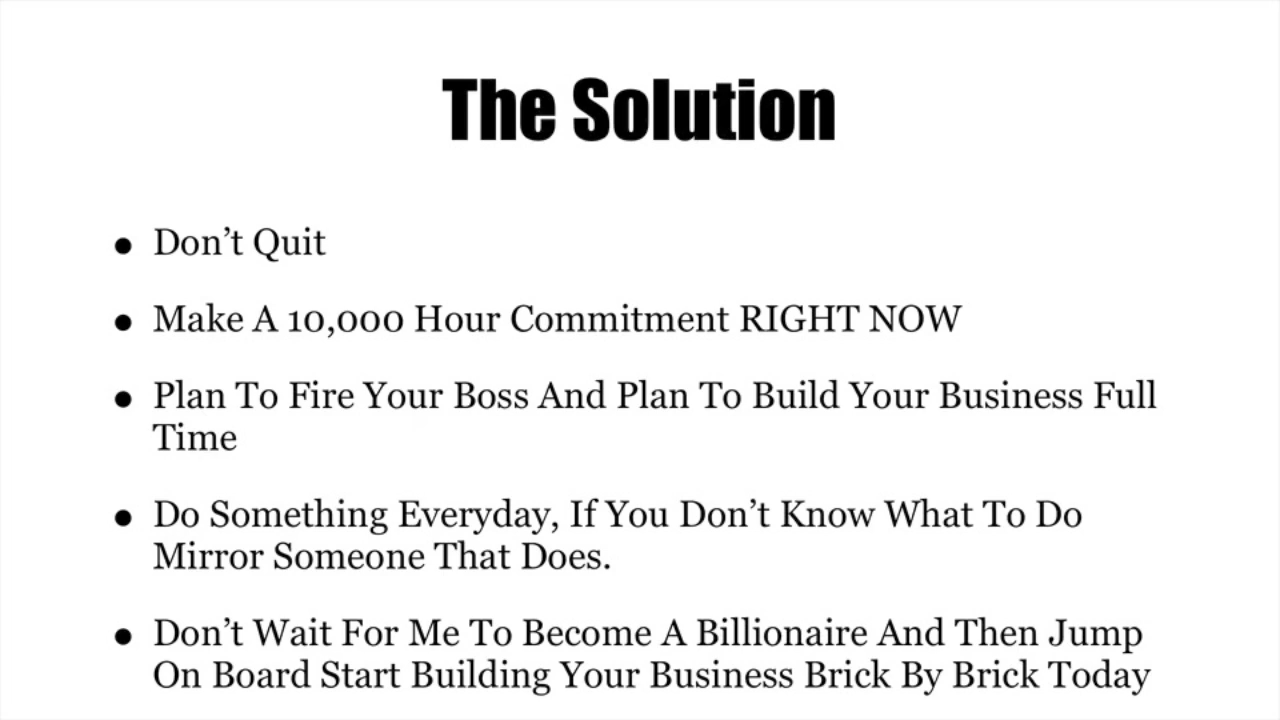 The Solution
• Don’t Quit
• Make A 10,000 Hour Commitment RIGHT NOW
• Plan To Fire Your Boss And Plan To Build Your Business Full
Time
• Do Something Everyday, If You Don’t Know What To Do
Mirror Someone That Does.
• Don’t Wait For Me To Become A Billionaire And Then Jump
On Board Start Building Your Business Brick By Brick Today